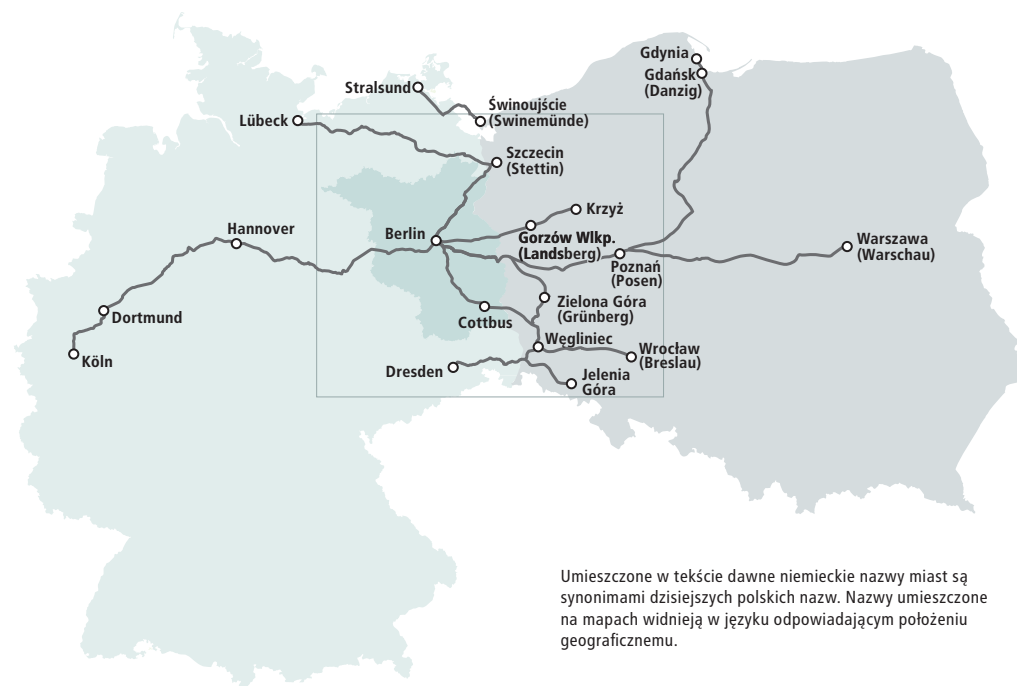 Gdynia
Gdańsk
(Danzig)
Stralsund
Świnoujście
(Swinemünde)
Lübeck
Szczecin
(Stettin)
Krzyż
Hannover
Berlin
Gorzów Wlkp.
(Landsberg)
Warszawa
(Warschau)
Poznań
(Posen)
Zielona Góra
(Grünberg)
Dortmund
Cottbus
Węgliniec
Wrocław
(Breslau)
Köln
Dresden
Jelenia
Góra
Umieszczone w tekście dawne niemieckie nazwy miast są
synonimami dzisiejszych polskich nazw. Nazwy umieszczone
na mapach widnieją w języku odpowiadającym położeniu
geograficznemu.